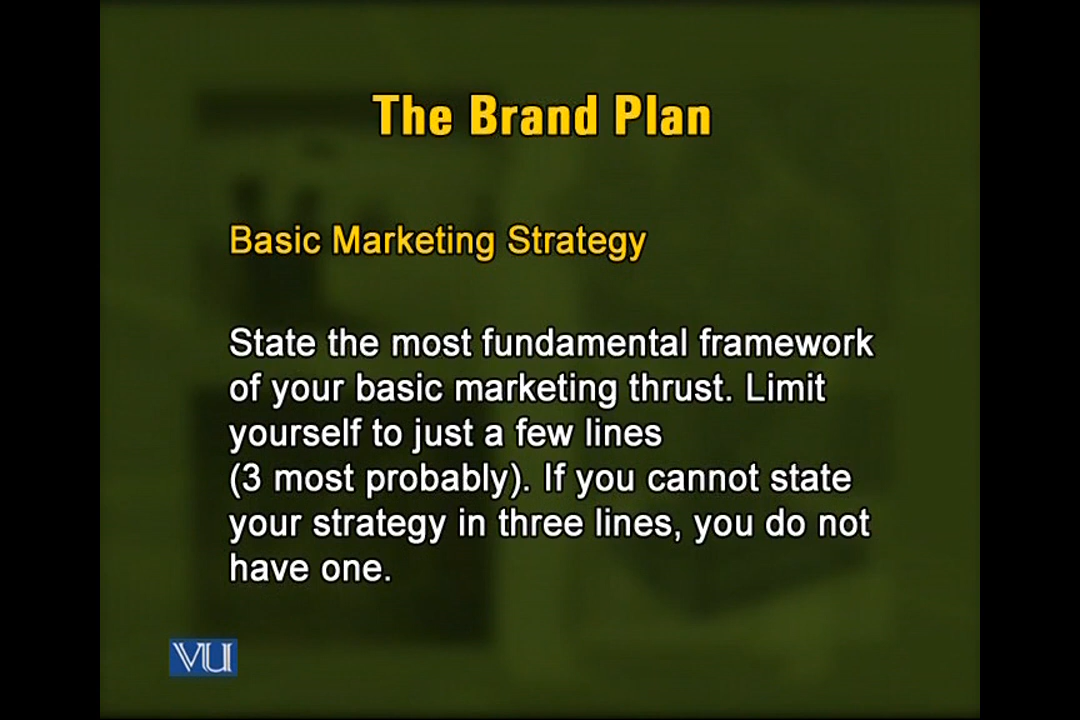 The Brand Plan
Basic Marketing Strategy
State the most fundamental framework
of your basic marketing thrust. Limit
yourself to just a few lines
(3 most probably). If you cannot state
your strategy in three lines, you do not
have one.
VU